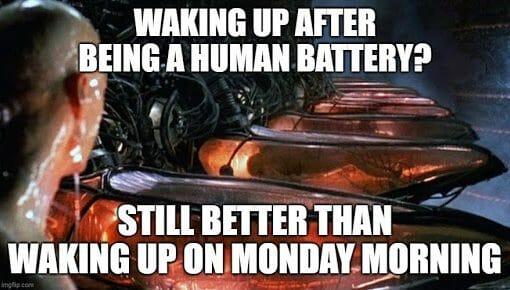 WAKING UP AFTER
BEING A HUMAN BATTERY?
STILL BETTER THAN
WAKING UP ON MONDAY MORNING
imgflip.com